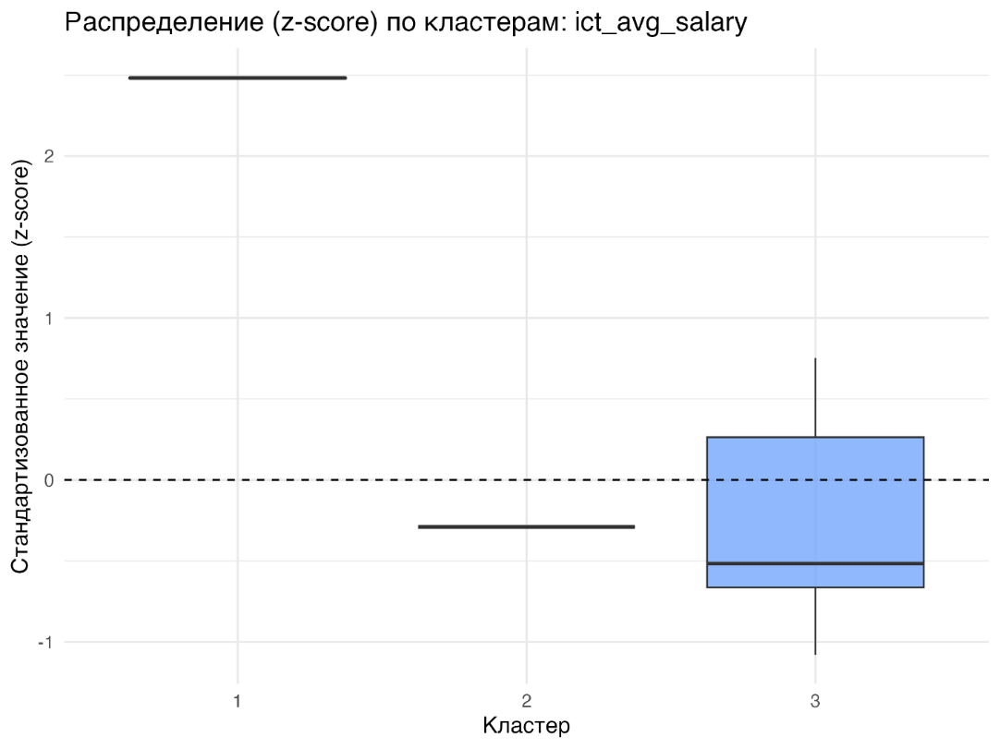 Распределение (z-score) по кластерам: ict_avg_salary
Стандартизованное значение (z-score)
2
1
0
-1
1
2
3
Кластер